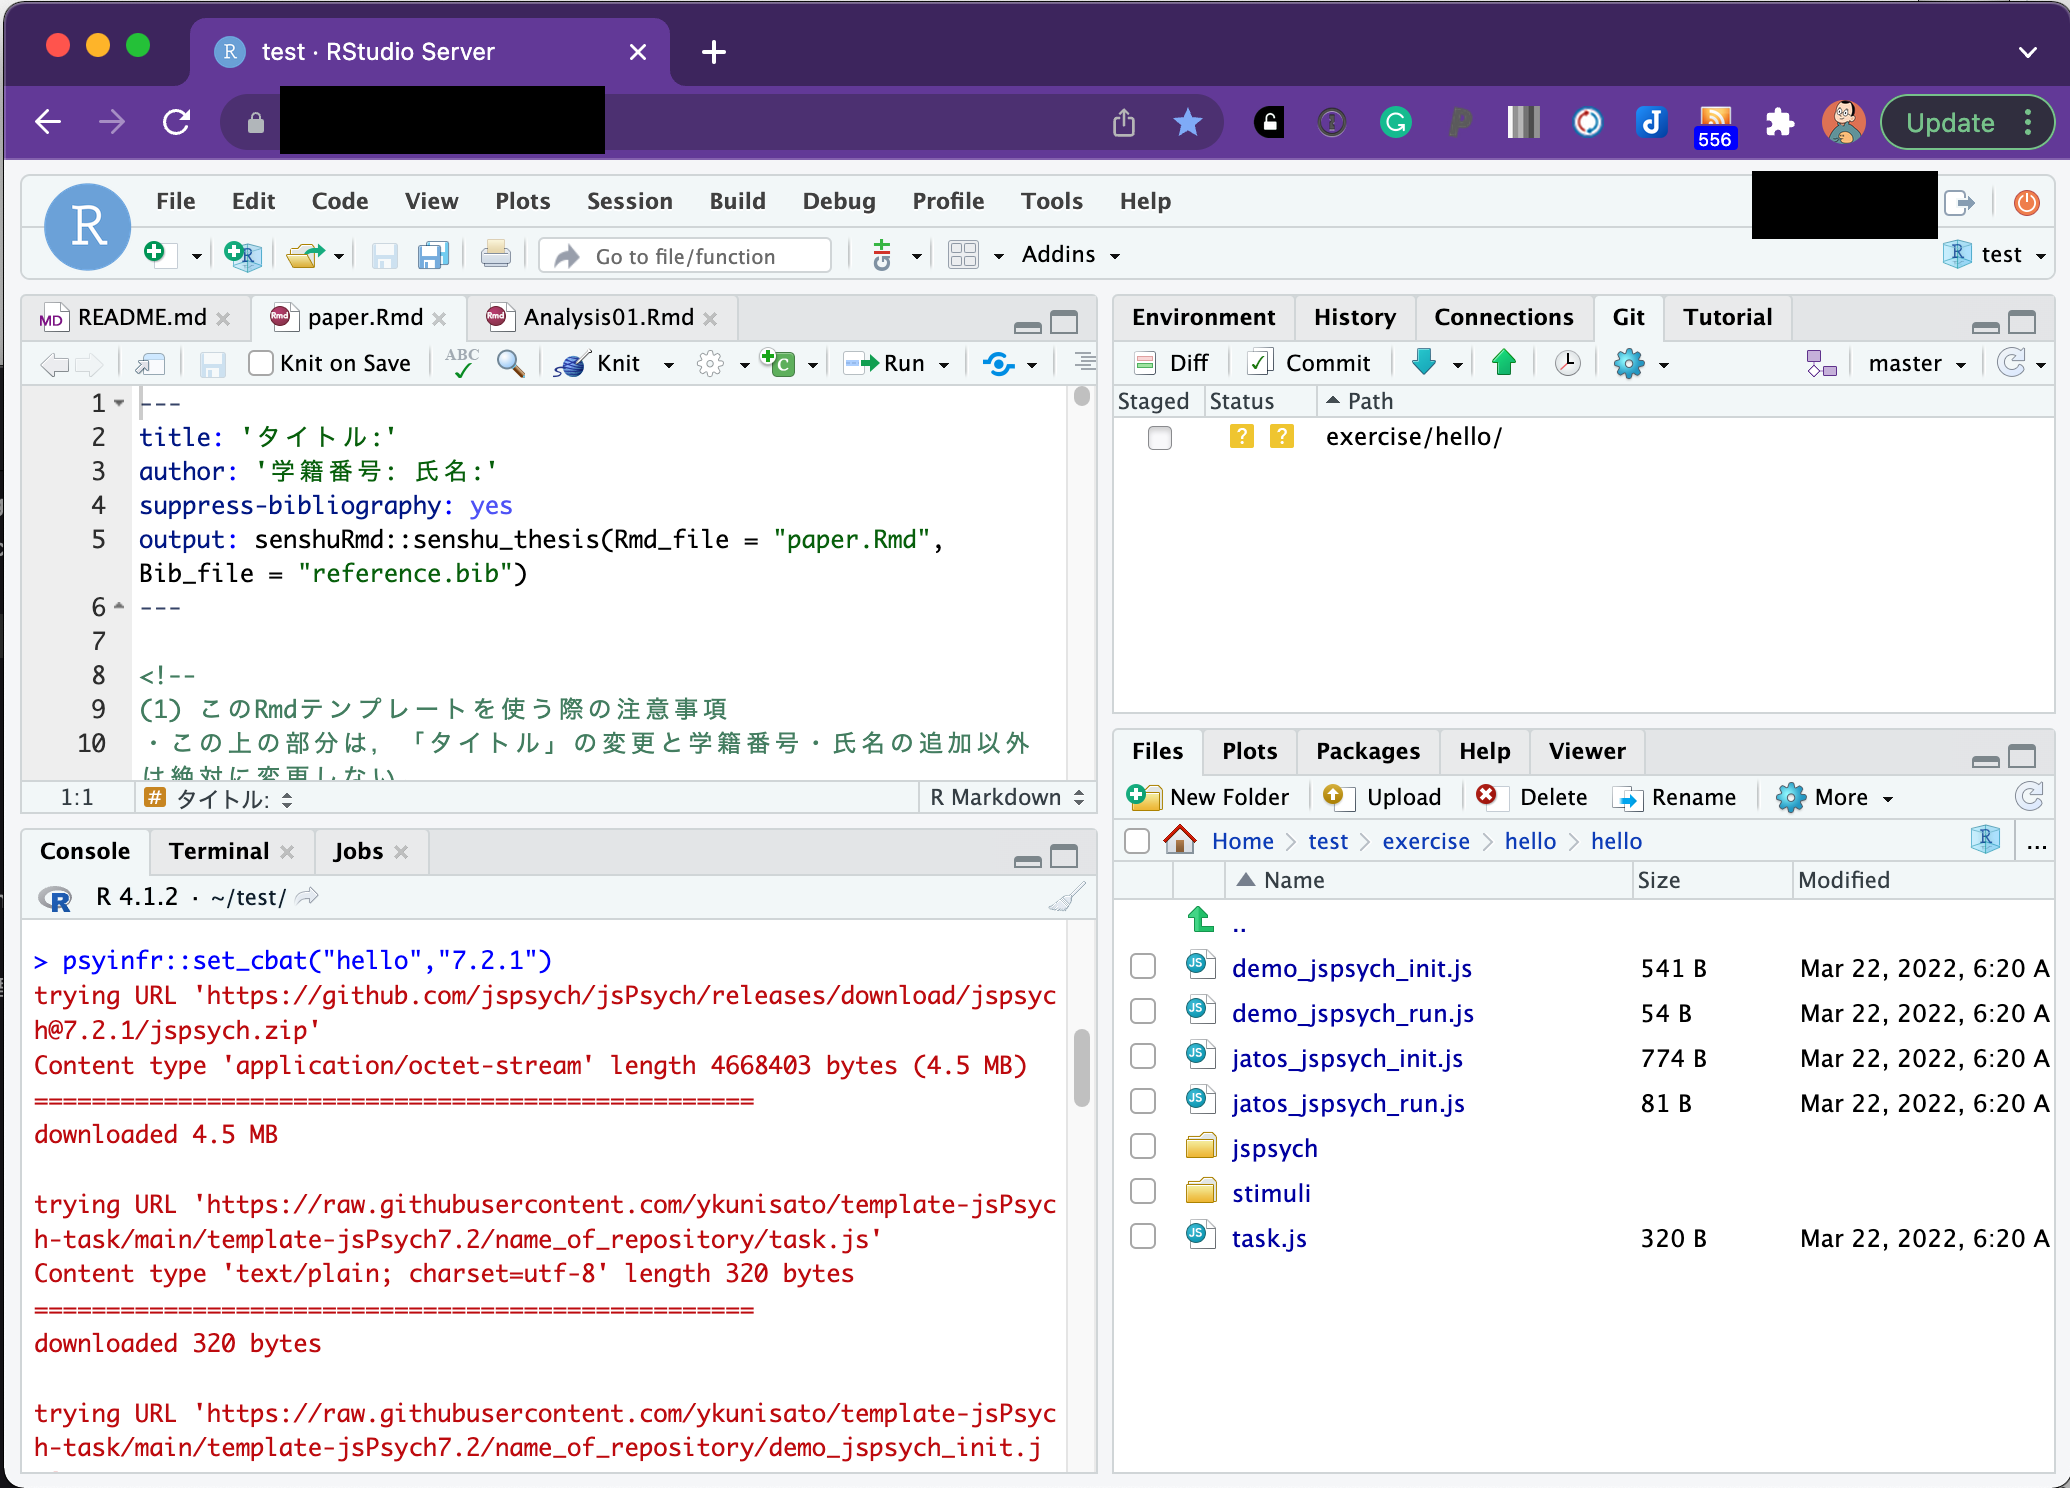 test · RStudio Server
Update
556
File Edit Code View Plots Session Build Debug Profile Tools Help
Go to file/function
Addins
test
README.md
paper.Rmd
Analysis01.Rmd
Knit on Save
ABC
Knit
Run
1 ---
2 title: 'タイトル:'
3 author: '学籍番号: 氏名:'
4 suppress-bibliography: yes
5 output: senshuRmd::senshu_thesis(Rmd_file = "paper.Rmd",
Bib_file = "reference.bib")
6 ---
7
8 <!--
9 (1) このRmdテンプレートを使う際の注意事項
10 ・この上の部分は，「タイトル」の変更と学籍番号・氏名の追加以外
は絶対に変更しない
1:1
# タイトル:
R Markdown
Console Terminal Jobs
R 4.1.2 · ~/test/
> psyinfr::set_cbat("hello","7.2.1")
trying URL 'https://github.com/jspsych/jsPsych/releases/download/jspsyc
h@7.2.1/jspsych.zip'
Content type 'application/octet-stream' length 4668403 bytes (4.5 MB)
==================================================
downloaded 4.5 MB
trying URL 'https://raw.githubusercontent.com/ykunisato/template-jsPsyc
h-task/main/template-jsPsych7.2/name_of_repository/task.js'
Content type 'text/plain; charset=utf-8' length 320 bytes
==================================================
downloaded 320 bytes
trying URL 'https://raw.githubusercontent.com/ykunisato/template-jsPsyc
h-task/main/template-jsPsych7.2/name_of_repository/demo_jspsych_init.j
Environment History Connections Git Tutorial
Diff Commit master
Staged Status Path
? ? exercise/hello/
Files Plots Packages Help Viewer
New Folder Upload Delete Rename More
Home test exercise hello hello ...
Name Size Modified
..
demo_jspsych_init.js 541 B Mar 22, 2022, 6:20 A
demo_jspsych_run.js 54 B Mar 22, 2022, 6:20 A
jatos_jspsych_init.js 774 B Mar 22, 2022, 6:20 A
jatos_jspsych_run.js 81 B Mar 22, 2022, 6:20 A
jspsych
stimuli
task.js 320 B Mar 22, 2022, 6:20 A